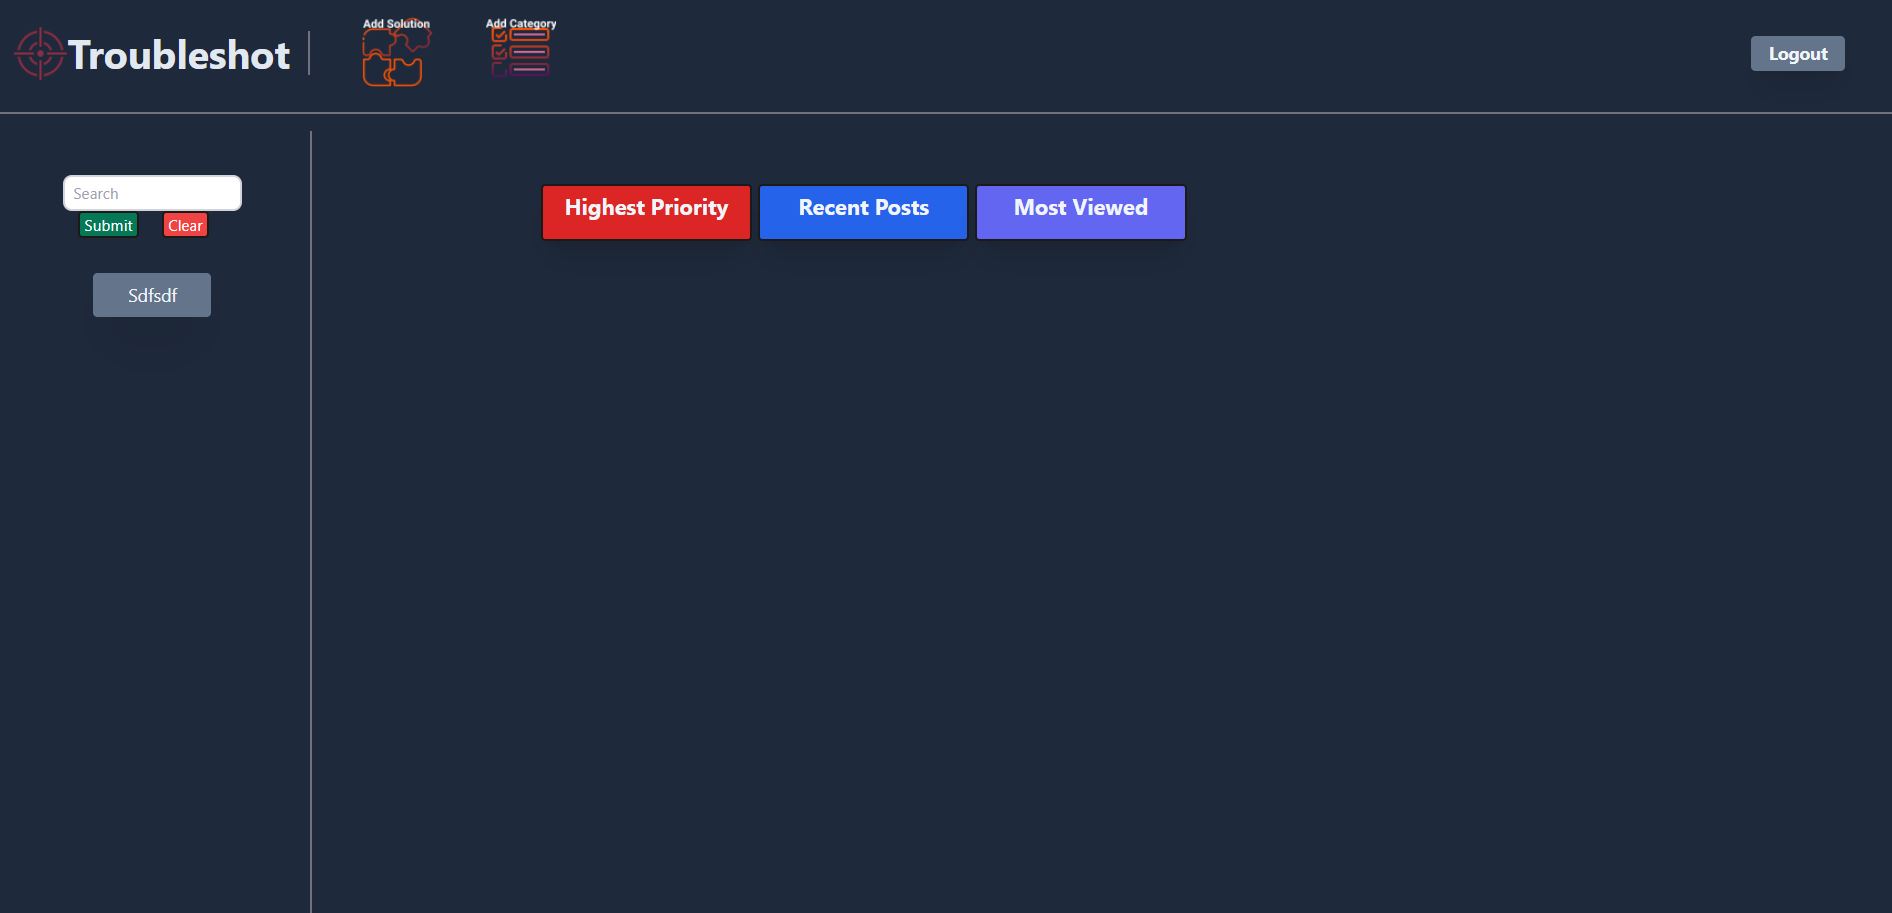 Troubleshot
Add Solution
Add Category
Logout
Search
Submit
Clear
Sdfsdf
Highest Priority
Recent Posts
Most Viewed